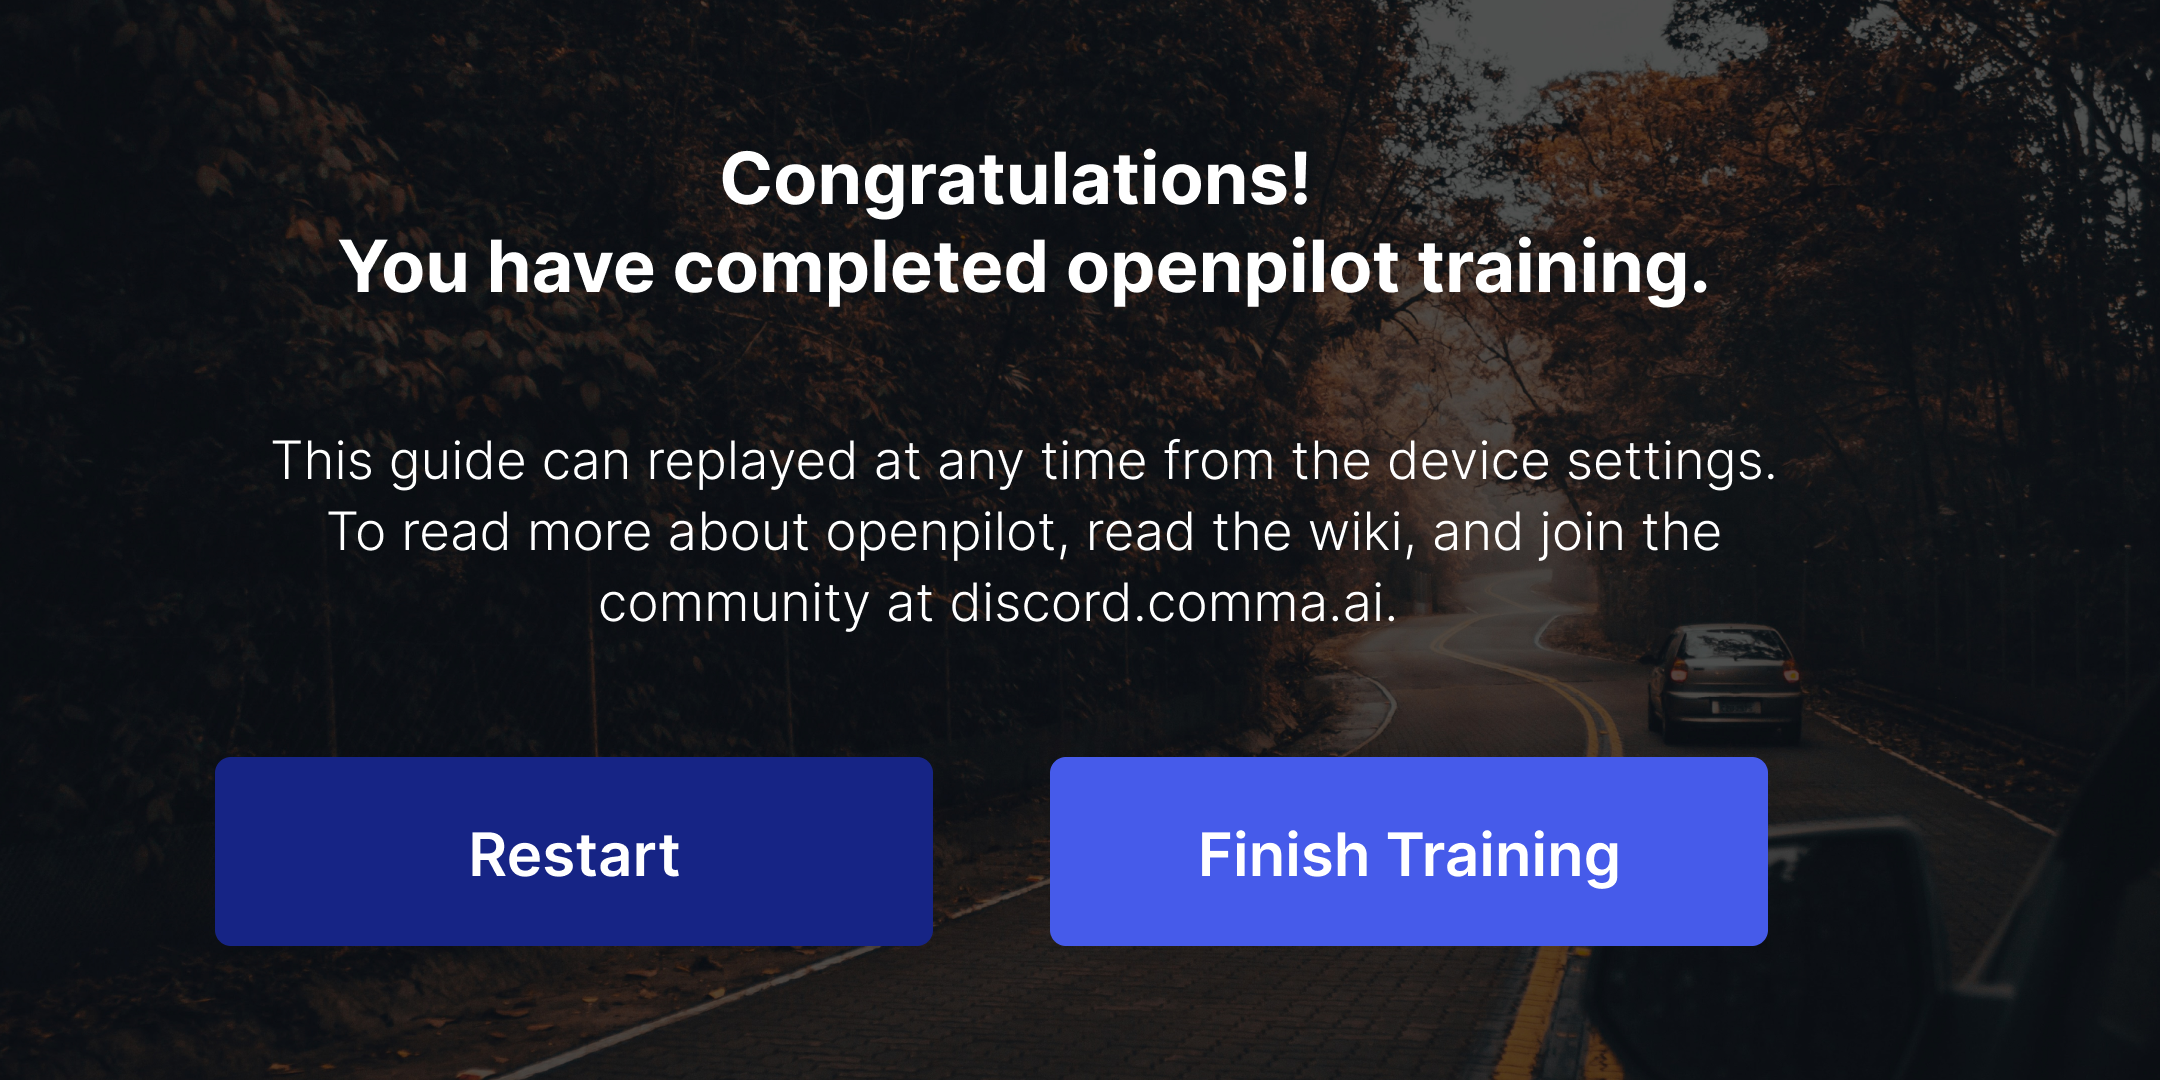 Congratulations!
You have completed openpilot training.
This guide can replayed at any time from the device settings.
To read more about openpilot, read the wiki, and join the
community at discord.comma.ai.
Restart
Finish Training